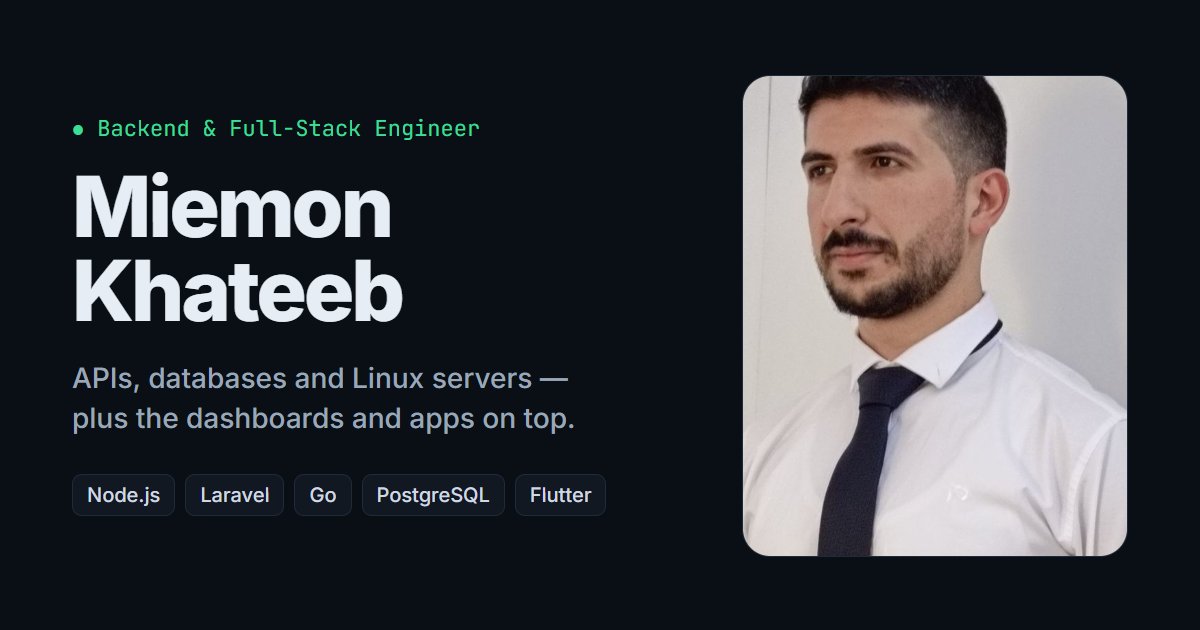 ● Backend & Full-Stack Engineer
Miemon
Khateeb
APIs, databases and Linux servers —
plus the dashboards and apps on top.
Node.js Laravel Go PostgreSQL Flutter